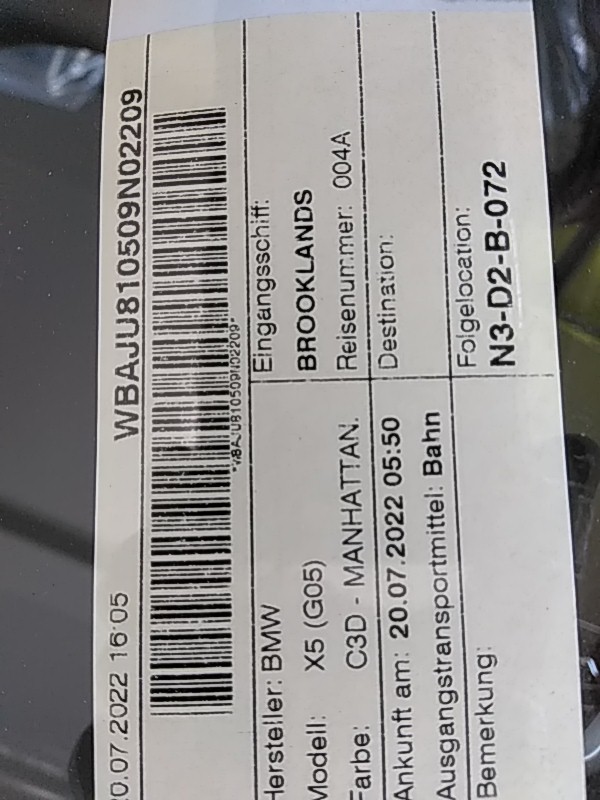 0.07.2022 16:05
WBAJU810509N02209
*WBAJU810509N02209*
Hersteller: BMW
Modell: X5 (G05)
Farbe: C3D - MANHATTAN.
Eingangsschiff:
BROOKLANDS
Reisenummer: 004A
Ankunft am: 20.07.2022 05:50
Destination:
Ausgangstransportmittel: Bahn
Bemerkung:
Folgelocation:
N3-D2-B-072